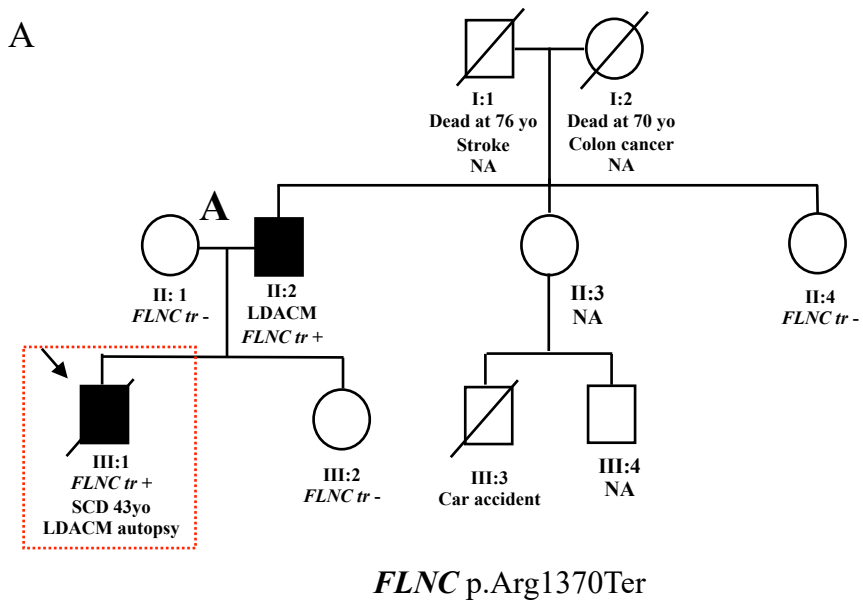 A
I:1
Dead at 76 yo
Stroke
NA
I:2
Dead at 70 yo
Colon cancer
NA
A
II: 1
FLNC tr -
II:2
LDACM
FLNC tr +
II:3
NA
II:4
FLNC tr -
III:1
FLNC tr +
SCD 43yo
LDACM autopsy
III:2
FLNC tr -
III:3
Car accident
III:4
NA
FLNC p.Arg1370Ter